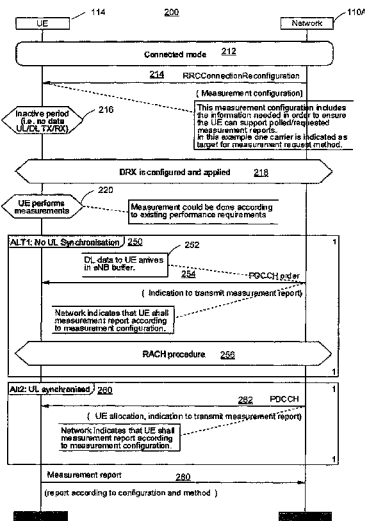 114
200
110A
UE
Network
Connected mode 212
214 RRCConnectionReconfiguration
( Measurement configuration)
Inactive period
(i.e. no data
UL/DL TX/RX)
216
This measurement configuration includes
the information needed in order to ensure
the UE can support polled/requested
measurement reports.
In this example one carrier is indicated as
target for measurement request method.
DRX is configured and applied 218
220
UE performs
measurements
Measurement could be done according
to existing performance requirements
ALT1: No UL Synchronisation 250
1
252
DL data to UE arrives
in eNB buffer.
254
PDCCH order
( Indication to transmit measurement report)
Network indicates that UE shall
measurement report according
to measurement configuration.
RACH procedure 256
1
Alt2: UL synchronised 260
1
262 PDCCH
( UE allocation, indication to transmit measurement report)
Network indicates that UE shall
measurement report according
to measurement configuration.
1
Measurement report 280
(report according to configuration and method )